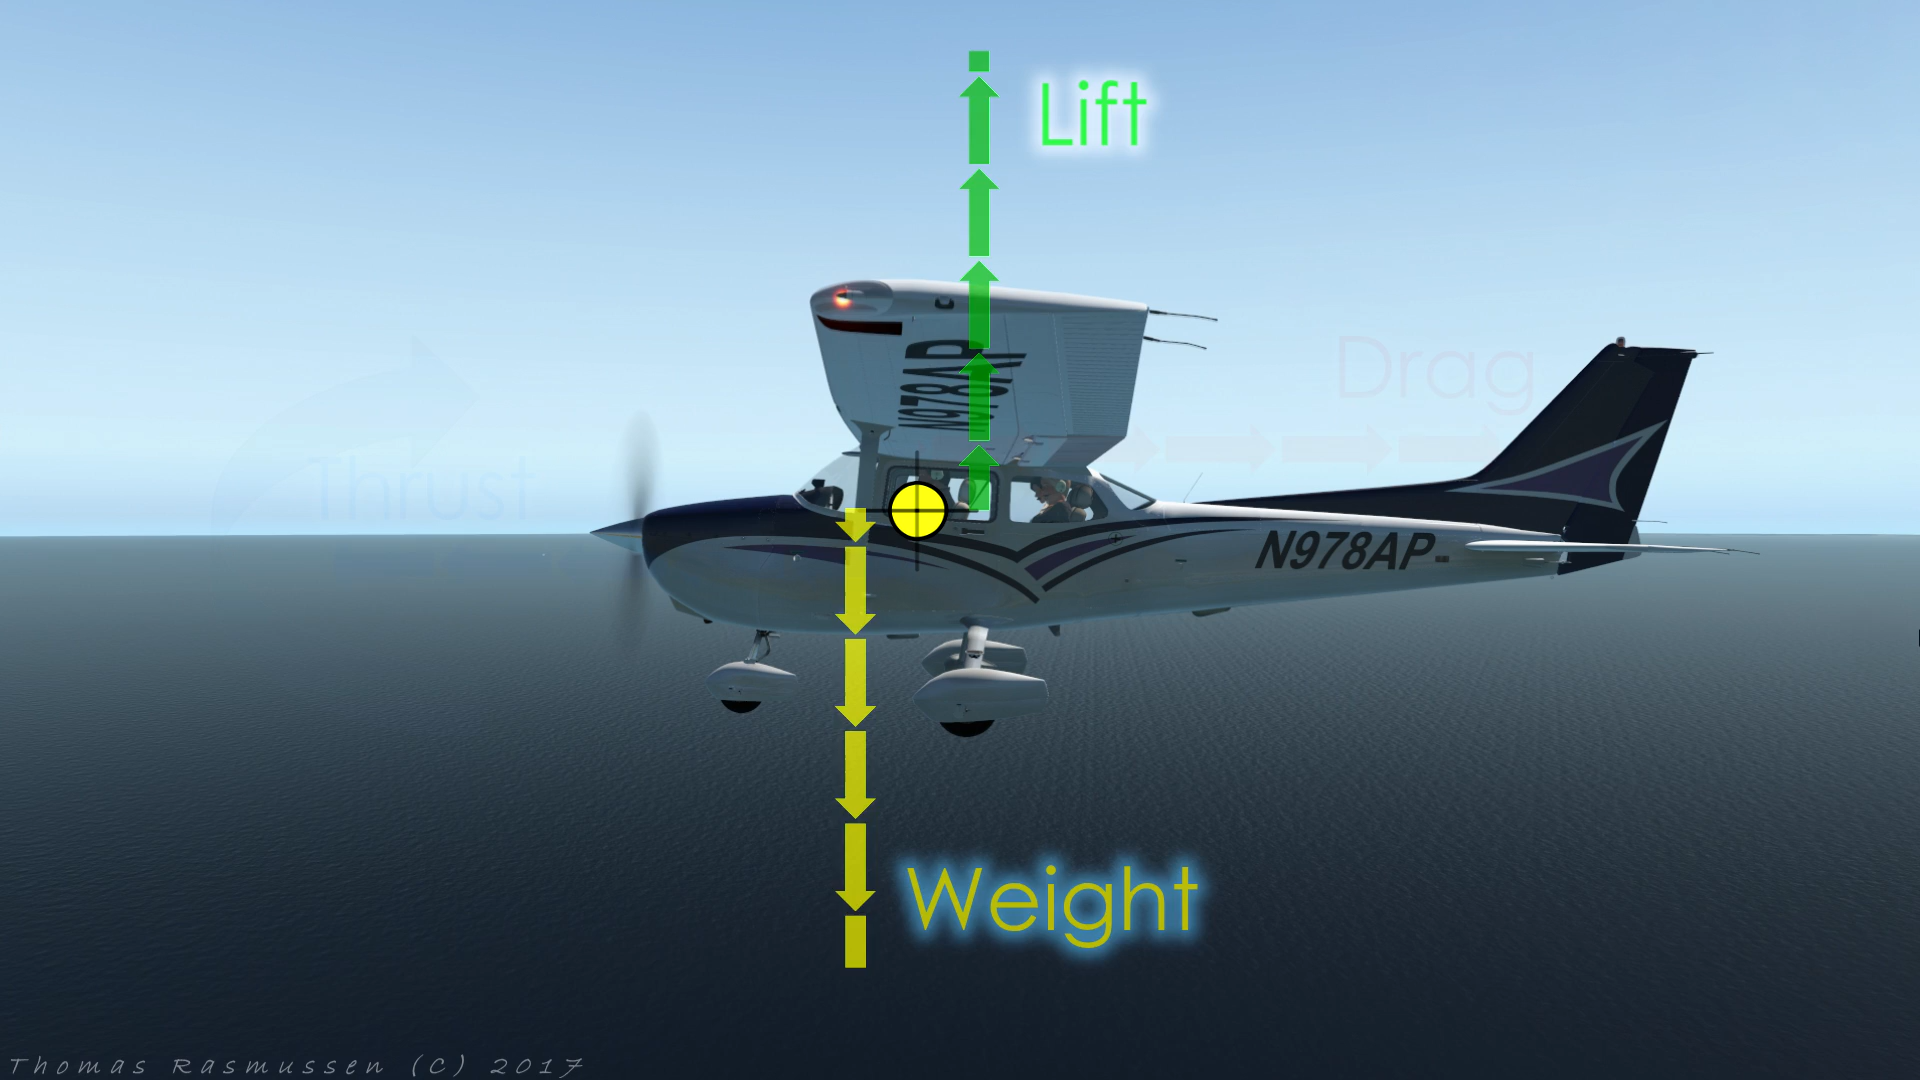 Lift
N978AP
Drag
Thrust
N978AP
Weight
Thomas Rasmussen (C) 2017